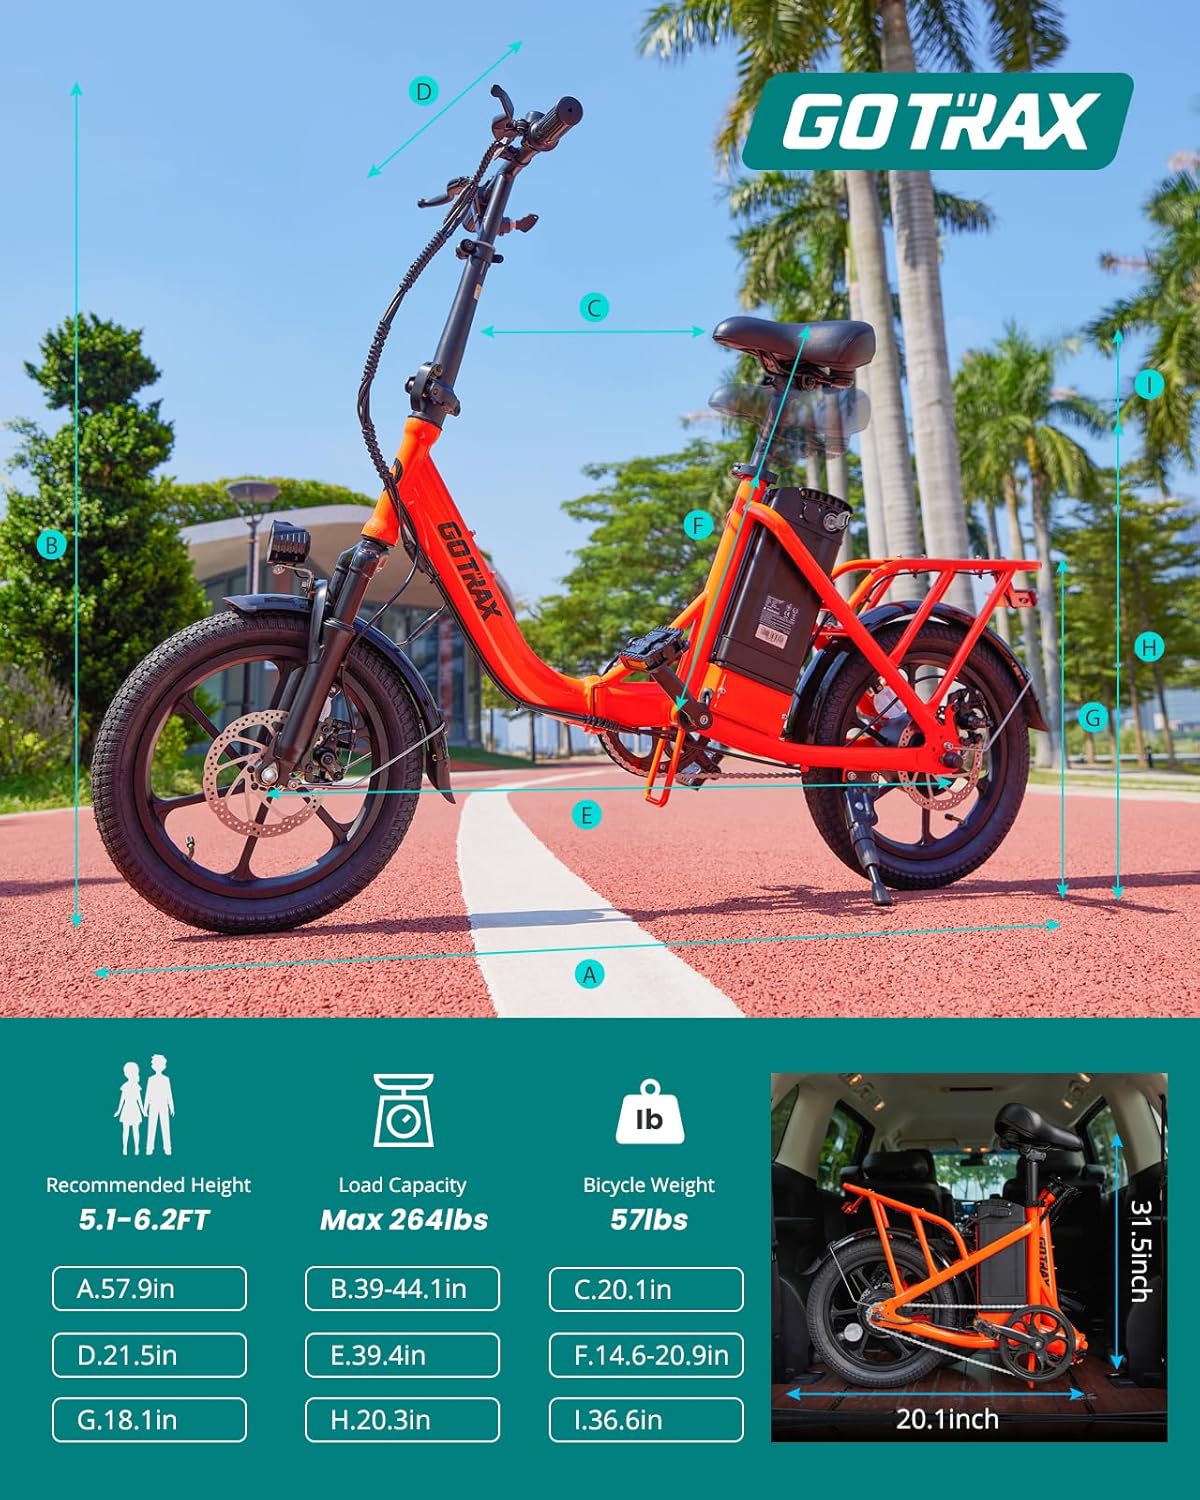 GOTRAX
D
C
I
B
F
GOTRAX
H
G
E
A
lb
Recommended Height
5.1-6.2FT
Load Capacity
Max 264lbs
Bicycle Weight
57lbs
A.57.9in
B.39-44.1in
C.20.1in
D.21.5in
E.39.4in
F.14.6-20.9in
G.18.1in
H.20.3in
I.36.6in
GOTRAX
31.5inch
20.1inch